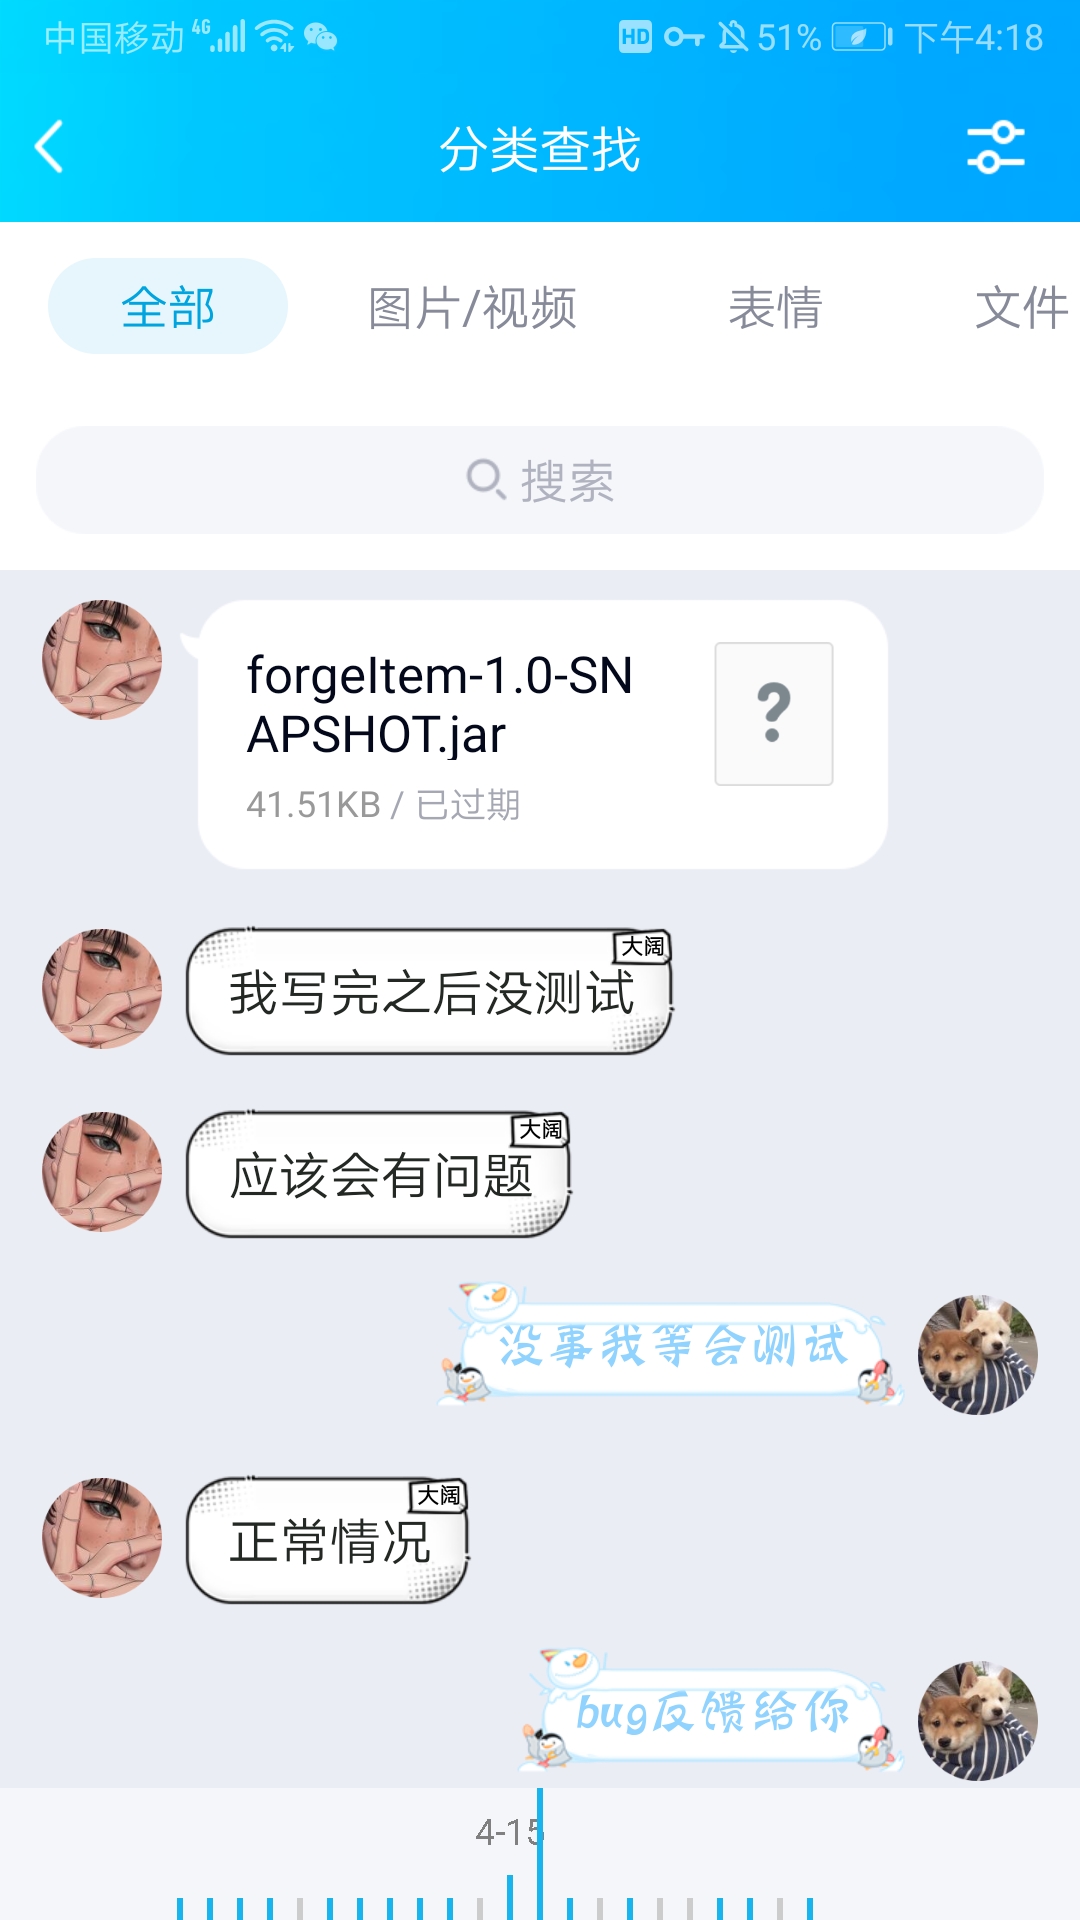 中国移动 4G HD 51% 下午4:18
分类查找
全部 图片/视频 表情 文件
搜索
forgeItem-1.0-SN
APSHOT.jar
41.51KB / 已过期
?
大阔
我写完之后没测试
大阔
应该会有问题
没事我等会测试
大阔
正常情况
bug反馈给你
4-15